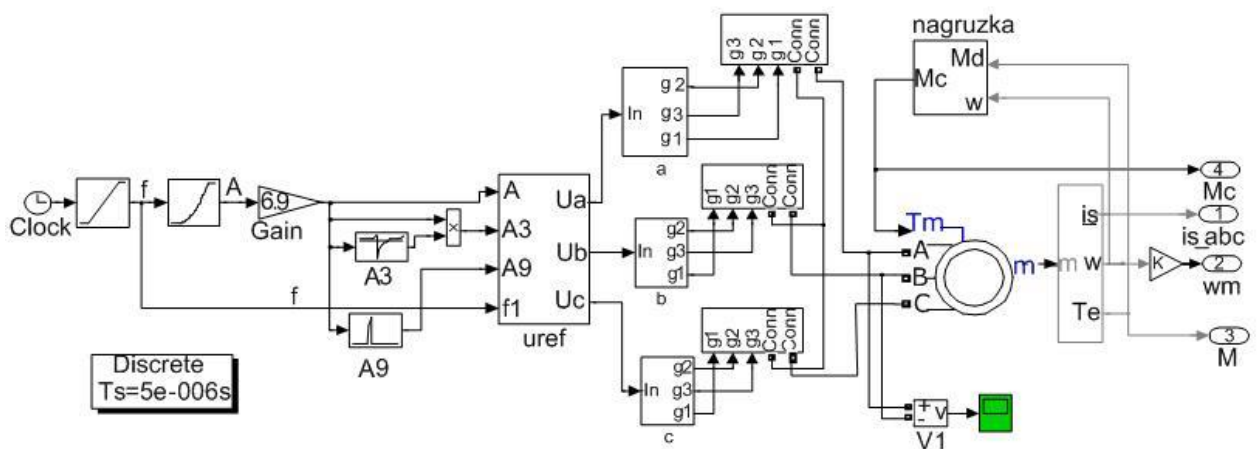 Clock
f
A
6.9
Gain
×
A3
A9
f
Discrete
Ts=5e-006s
A
A3
A9
f1
Ua
Ub
Uc
uref
In
g2
g3
g1
a
In
g2
g3
g1
b
In
g2
g3
g1
c
g3
g2
g1
Conn
Conn
g1
g2
g3
Conn
Conn
g1
g2
g3
Conn
Conn
nagruzka
Mc
Md
w
Tm
A
B
C
m
m
is
w
Te
K
4
Mc
1
is_abc
2
wm
3
M
+
-
v
V1